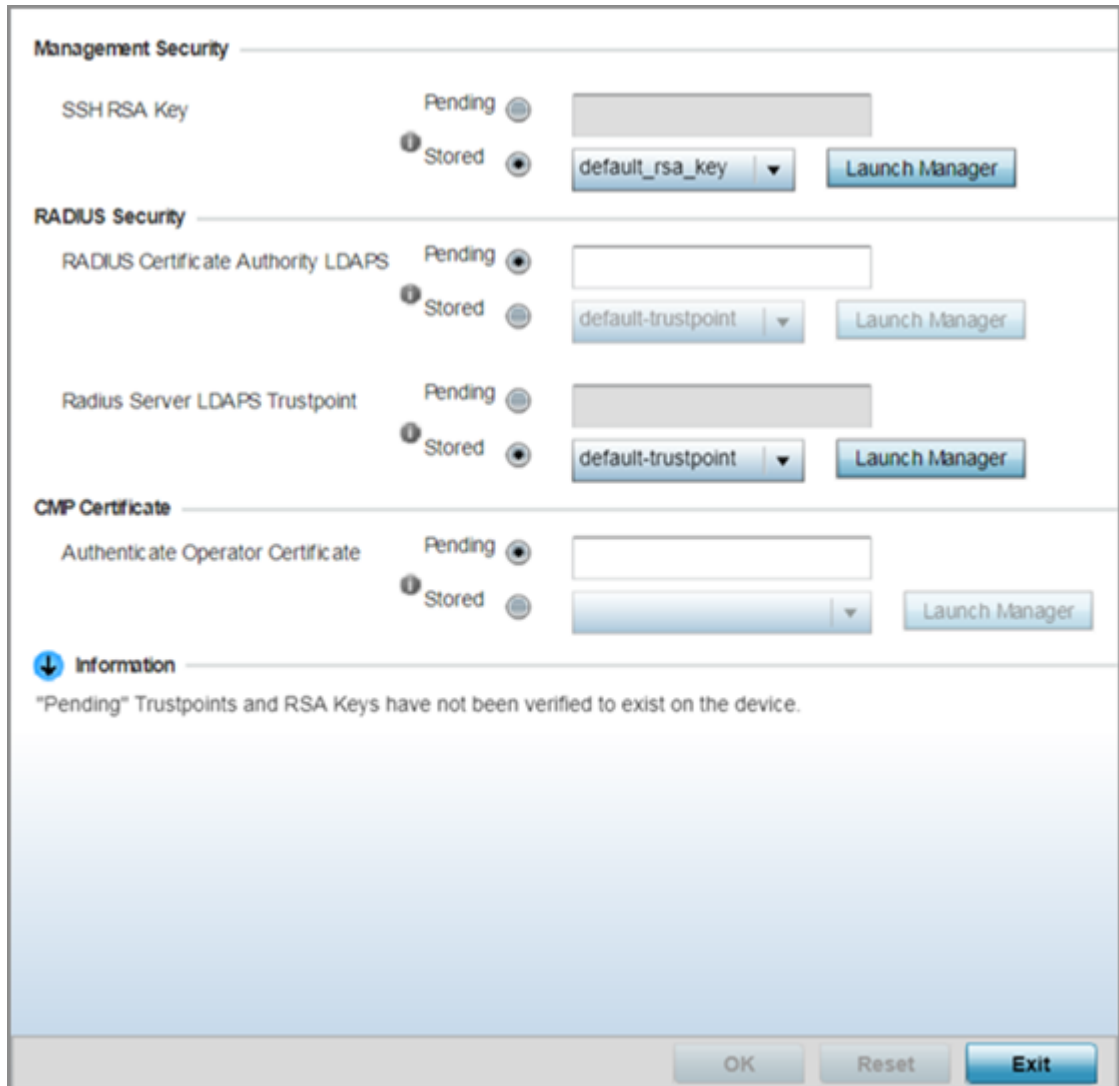 Management Security
SSH RSA Key
Pending
Stored
default_rsa_key
Launch Manager
RADIUS Security
RADIUS Certificate Authority LDAPS
Pending
Stored
default-trustpoint
Launch Manager
Radius Server LDAPS Trustpoint
Pending
Stored
default-trustpoint
Launch Manager
CMP Certificate
Authenticate Operator Certificate
Pending
Stored
Launch Manager
Information
"Pending" Trustpoints and RSA Keys have not been verified to exist on the device.
OK
Reset
Exit